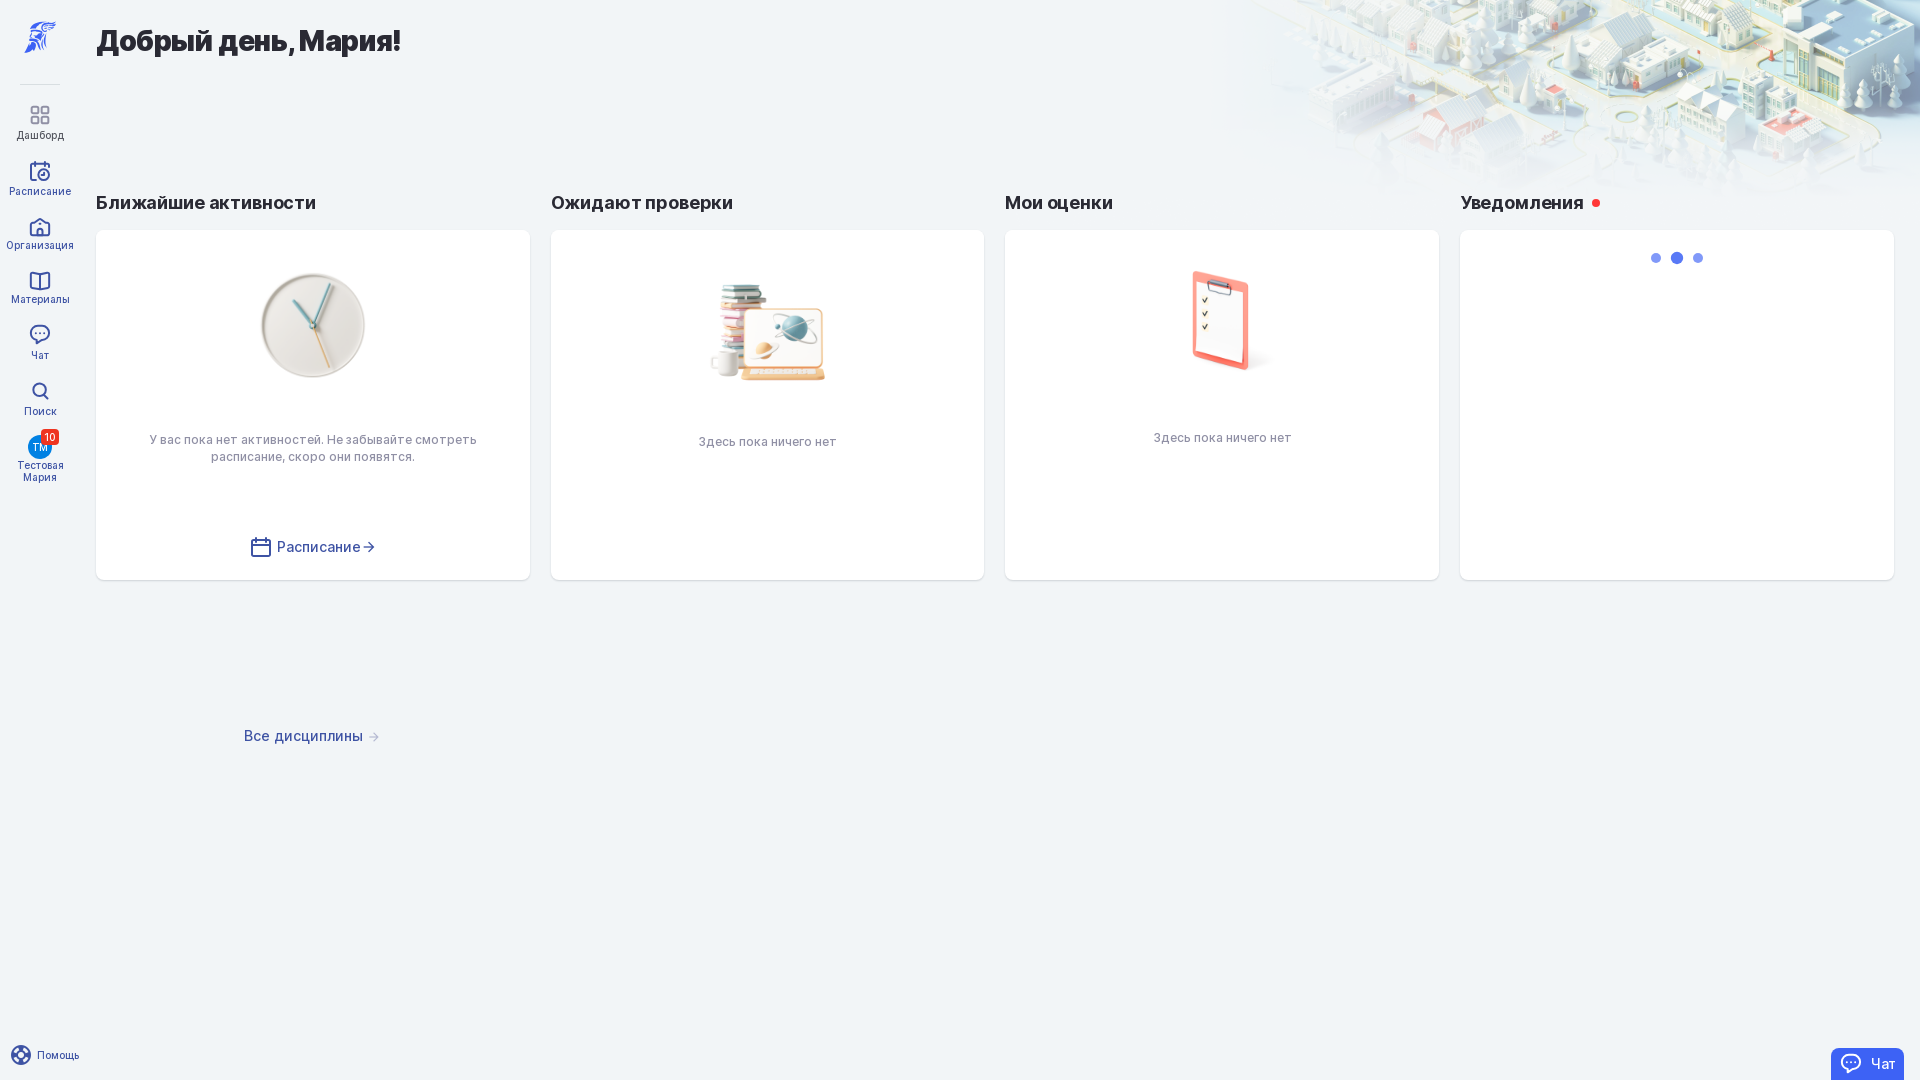 Добрый день, Мария!
Дашборд
Расписание
Организация
Материалы
Чат
Поиск
10
ТМ
Тестовая
Мария
Ближайшие активности
У вас пока нет активностей. Не забывайте смотреть
расписание, скоро они появятся.
Расписание
Ожидают проверки
Здесь пока ничего нет
Мои оценки
Здесь пока ничего нет
Уведомления
Все дисциплины
Помощь
Чат